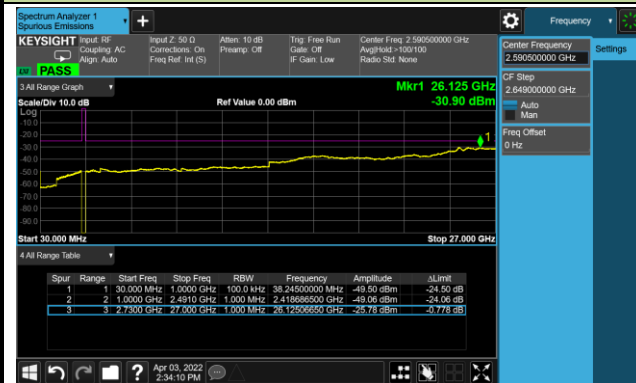 Spectrum Analyzer 1
Spurious Emissions
Frequency
KEYSIGHT Input: RF Input Z: 50 Ω Atten: 10 dB Trig: Free Run Center Freq: 2.590500000 GHz
Coupling: AC Corrections: On Preamp: Off Gate: Off Avg|Hold:>100/100
Align: Auto Freq Ref: Int (S) IF Gain: Low Radio Std: None
PASS
Center Frequency
2.590500000 GHz
Settings
CF Step
2.649000000 GHz
Auto
Man
Freq Offset
0 Hz
3 All Range Graph
Mkr1 26.125 GHz
Scale/Div 10.0 dB Ref Value 0.00 dBm -30.90 dBm
Log
-10.0
-20.0
-30.0
-40.0
-50.0
-60.0
-70.0
-80.0
-90.0
1
Start 30.000 MHz Stop 27.000 GHz
4 All Range Table
Spur Range Start Freq Stop Freq RBW Frequency Amplitude ΔLimit
1 1 30.000 MHz 1.0000 GHz 100.0 kHz 38.24500000 MHz -49.50 dBm -24.50 dB
2 2 1.0000 GHz 2.4910 GHz 1.000 MHz 2.418686500 GHz -49.06 dBm -24.06 dB
3 3 2.7300 GHz 27.000 GHz 1.000 MHz 26.12506650 GHz -25.78 dBm -0.778 dB
Apr 03, 2022
2:34:10 PM